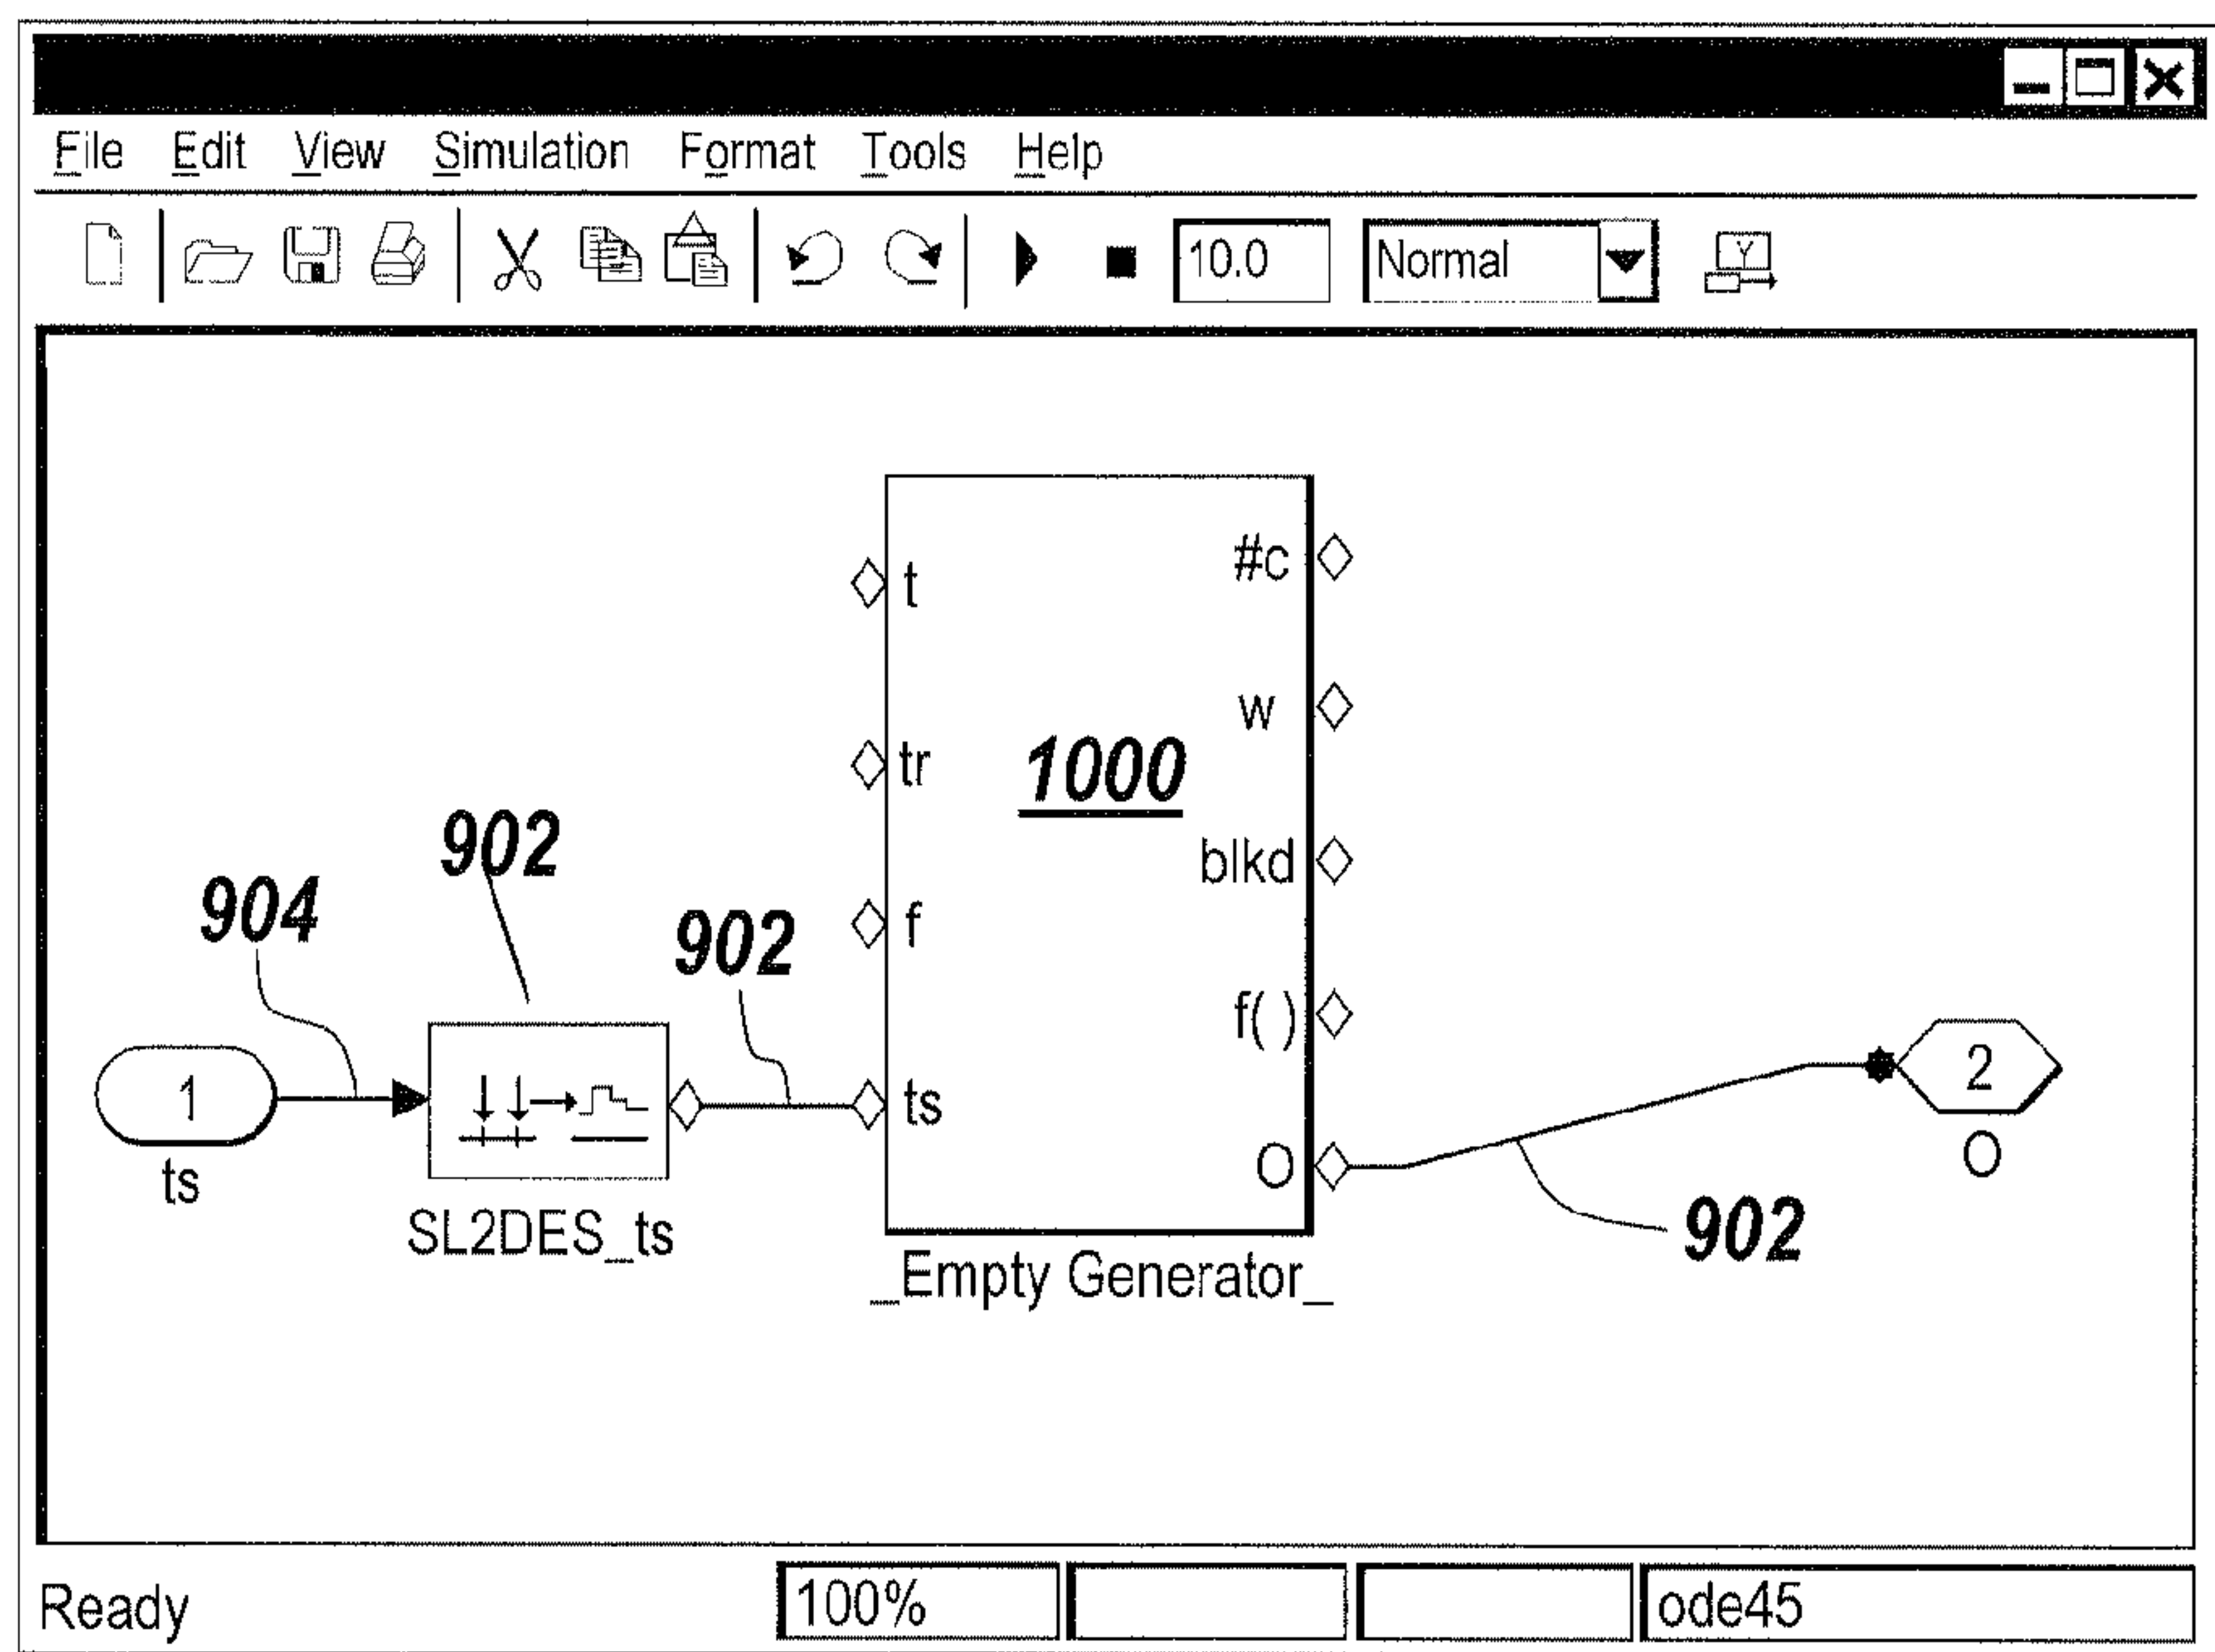 File Edit View Simulation Format Tools Help
10.0 Normal
t
#c
tr
1000
w
902
904
902
f
blkd
f( )
1
ts
ts
SL2DES_ts
O
2
O
902
_Empty Generator_
Ready 100% ode45